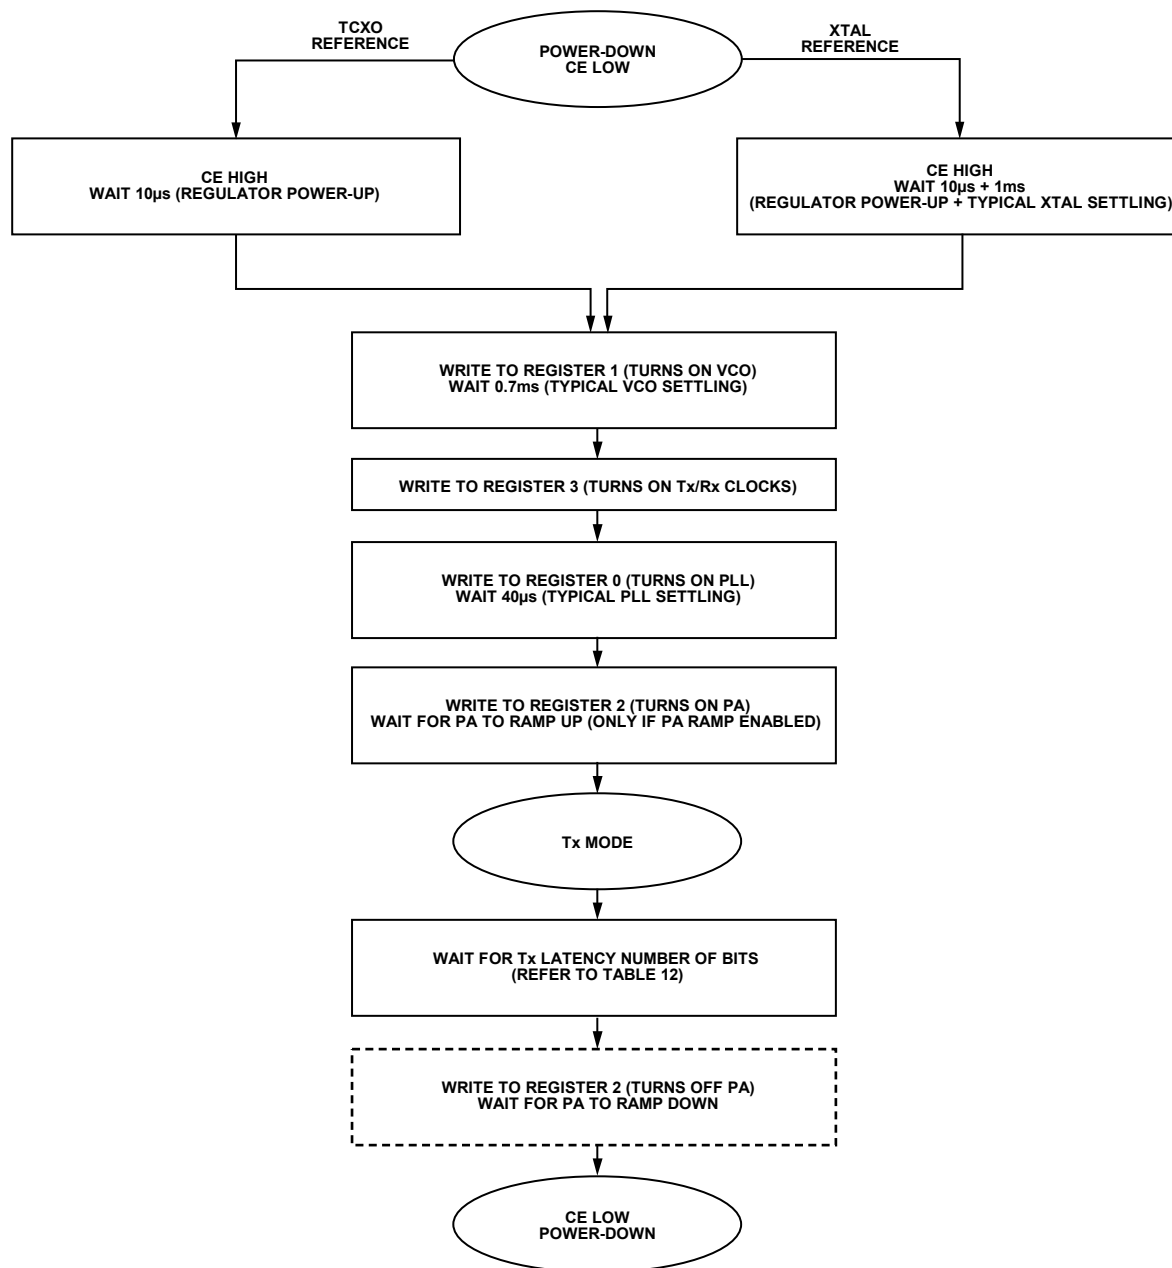 TCXO
REFERENCE
XTAL
REFERENCE
POWER-DOWN
CE LOW
CE HIGH
WAIT 10µs (REGULATOR POWER-UP)
CE HIGH
WAIT 10µs + 1ms
(REGULATOR POWER-UP + TYPICAL XTAL SETTLING)
WRITE TO REGISTER 1 (TURNS ON VCO)
WAIT 0.7ms (TYPICAL VCO SETTLING)
WRITE TO REGISTER 3 (TURNS ON Tx/Rx CLOCKS)
WRITE TO REGISTER 0 (TURNS ON PLL)
WAIT 40µs (TYPICAL PLL SETTLING)
WRITE TO REGISTER 2 (TURNS ON PA)
WAIT FOR PA TO RAMP UP (ONLY IF PA RAMP ENABLED)
Tx MODE
WAIT FOR Tx LATENCY NUMBER OF BITS
(REFER TO TABLE 12)
WRITE TO REGISTER 2 (TURNS OFF PA)
WAIT FOR PA TO RAMP DOWN
CE LOW
POWER-DOWN